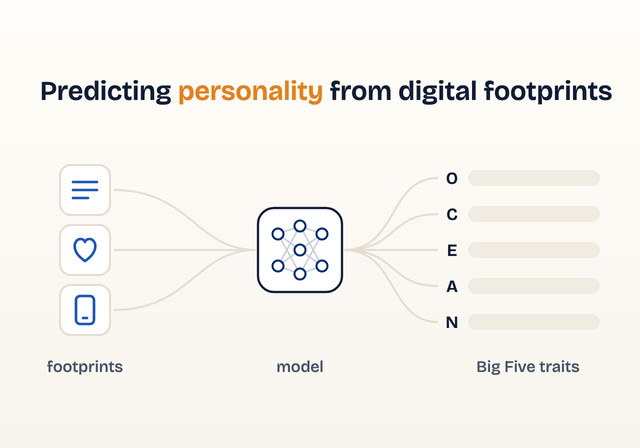 Predicting personality from digital footprints
O
C
E
A
N
footprints
model
Big Five traits